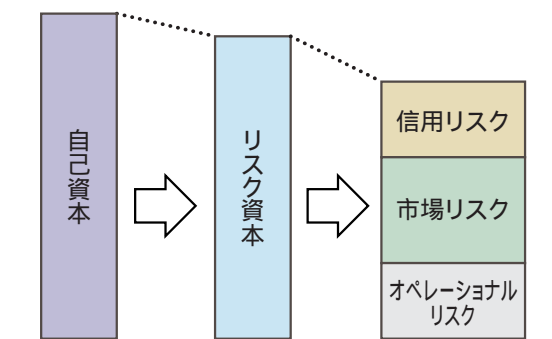 自己資本
リスク資本
信用リスク
市場リスク
オペレーショナル
リスク